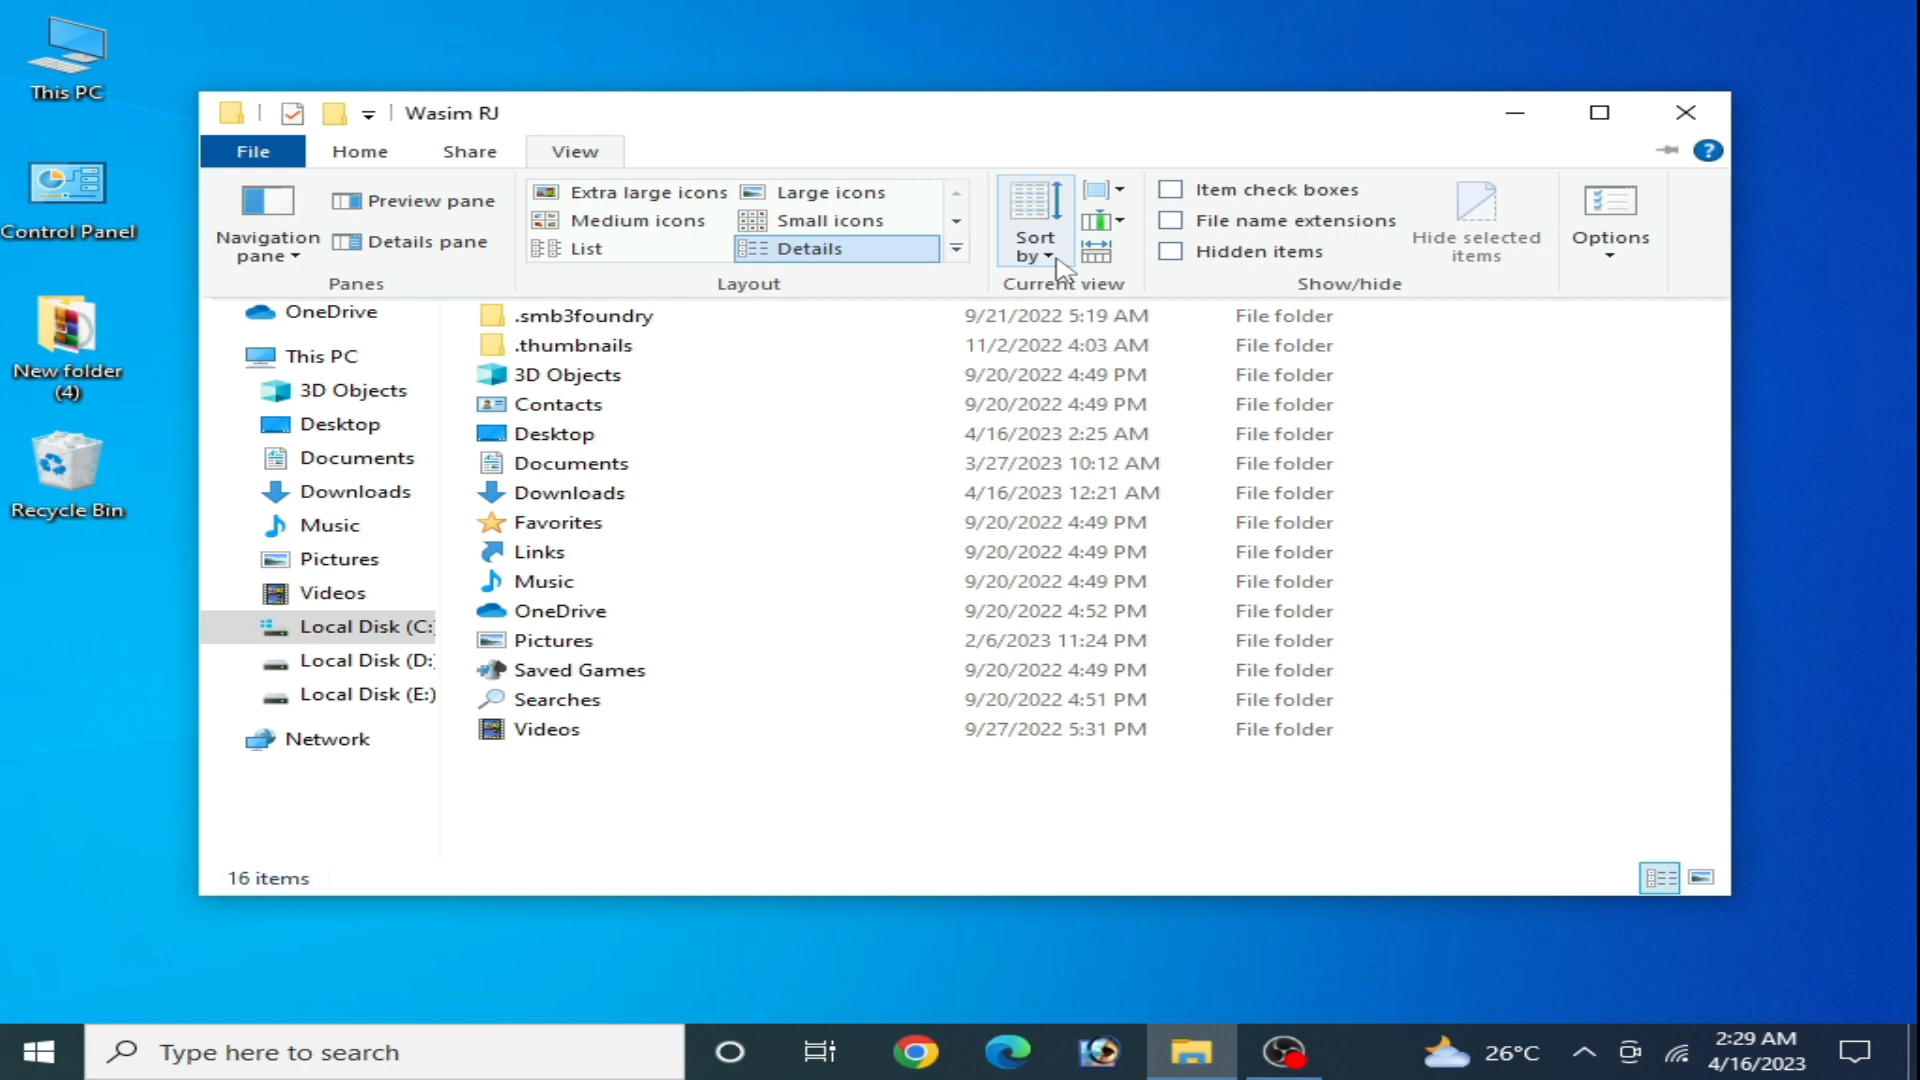 This PC
Control Panel
New folder
(4)
Recycle Bin
Wasim RJ
File
Home
Share
View
?
Navigation
pane
Preview pane
Details pane
Panes
Extra large icons
Large icons
Medium icons
Small icons
List
Details
Layout
Sort
by
Current view
Item check boxes
File name extensions
Hidden items
Hide selected
items
Show/hide
Options
OneDrive
This PC
3D Objects
Desktop
Documents
Downloads
Music
Pictures
Videos
Local Disk (C:
Local Disk (D:
Local Disk (E:)
Network
.smb3foundry 9/21/2022 5:19 AM File folder
.thumbnails 11/2/2022 4:03 AM File folder
3D Objects 9/20/2022 4:49 PM File folder
Contacts 9/20/2022 4:49 PM File folder
Desktop 4/16/2023 2:25 AM File folder
Documents 3/27/2023 10:12 AM File folder
Downloads 4/16/2023 12:21 AM File folder
Favorites 9/20/2022 4:49 PM File folder
Links 9/20/2022 4:49 PM File folder
Music 9/20/2022 4:49 PM File folder
OneDrive 9/20/2022 4:52 PM File folder
Pictures 2/6/2023 11:24 PM File folder
Saved Games 9/20/2022 4:49 PM File folder
Searches 9/20/2022 4:51 PM File folder
Videos 9/27/2022 5:31 PM File folder
16 items
Type here to search
26°C
2:29 AM
4/16/2023